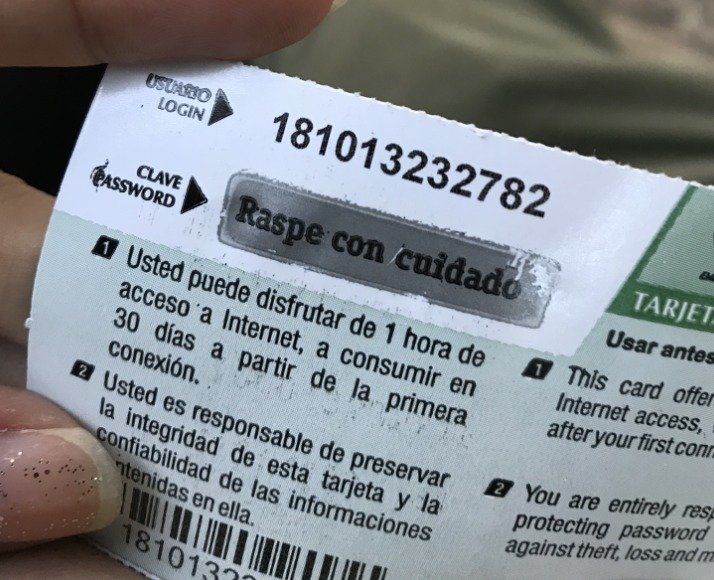 USUARIO
LOGIN
181013232782
CLAVE
PASSWORD
Raspe con cuidado
1 Usted puede disfrutar de 1 hora de
acceso a Internet, a consumir en
30 días a partir de la primera
conexión.
2 Usted es responsable de preservar
la integridad de esta tarjeta y la
confiabilidad de las informaciones
ntenidas en ella.
18101323
TARJET
Usar antes
1 This card offer
Internet access,
after your first conn
2 You are entirely resp
protecting password
against theft, loss and m